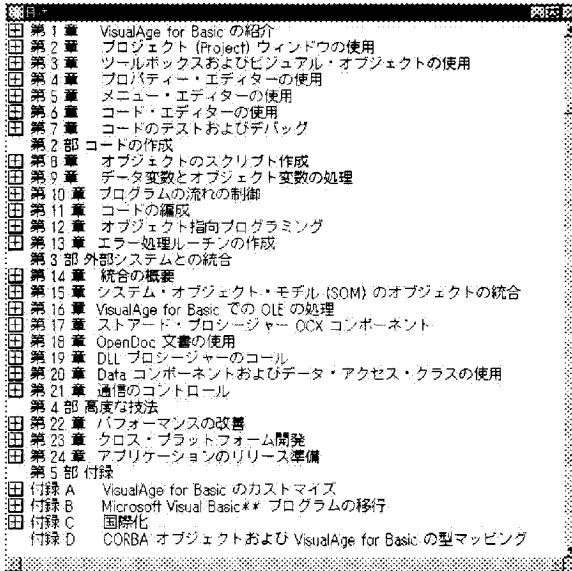 目次
第 1 章 VisualAge for Basic の紹介
第 2 章 プロジェクト (Project) ウィンドウの使用
第 3 章 ツールボックスおよびビジュアル・オブジェクトの使用
第 4 章 プロパティー・エディターの使用
第 5 章 メニュー・エディターの使用
第 6 章 コード・エディターの使用
第 7 章 コードのテストおよびデバッグ
第 2 部 コードの作成
第 8 章 オブジェクトのスクリプト作成
第 9 章 データ変数とオブジェクト変数の処理
第 10 章 プログラムの流れの制御
第 11 章 コードの編成
第 12 章 オブジェクト指向プログラミング
第 13 章 エラー処理ルーチンの作成
第 3 部 外部システムとの統合
第 14 章 統合の概要
第 15 章 システム・オブジェクト・モデル (SOM) のオブジェクトの統合
第 16 章 VisualAge for Basic での OLE の処理
第 17 章 ストアード・プロシージャー OCX コンポーネント
第 18 章 OpenDoc 文書の使用
第 19 章 DLL プロシージャーのコール
第 20 章 Data コンポーネントおよびデータ・アクセス・クラスの使用
第 21 章 通信のコントロール
第 4 部 高度な技法
第 22 章 パフォーマンスの改善
第 23 章 クロス・プラットフォーム開発
第 24 章 アプリケーションのリリース準備
第 5 部 付録
付録 A VisualAge for Basic のカストマイズ
付録 B Microsoft Visual Basic** プログラムの移行
付録 C 国際化
付録 D CORBA オブジェクトおよび VisualAge for Basic の型マッピング